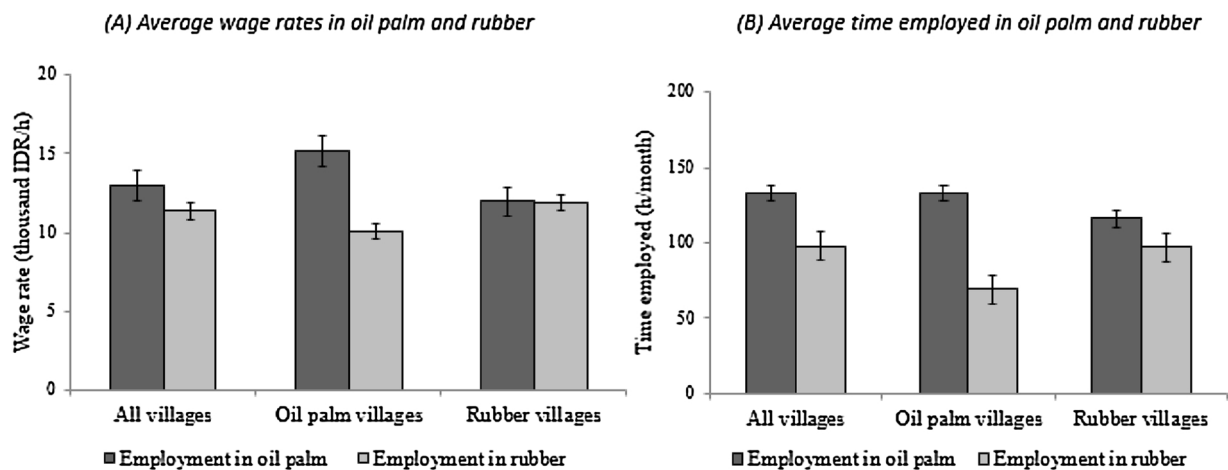 (A) Average wage rates in oil palm and rubber
Wage rate (thousand IDR/h)
20
15
10
5
0
All villages
Oil palm villages
Rubber villages
Employment in oil palm
Employment in rubber
(B) Average time employed in oil palm and rubber
Time employed (h/month)
200
150
100
50
0
All villages
Oil palm villages
Rubber villages
Employment in oil palm
Employment in rubber